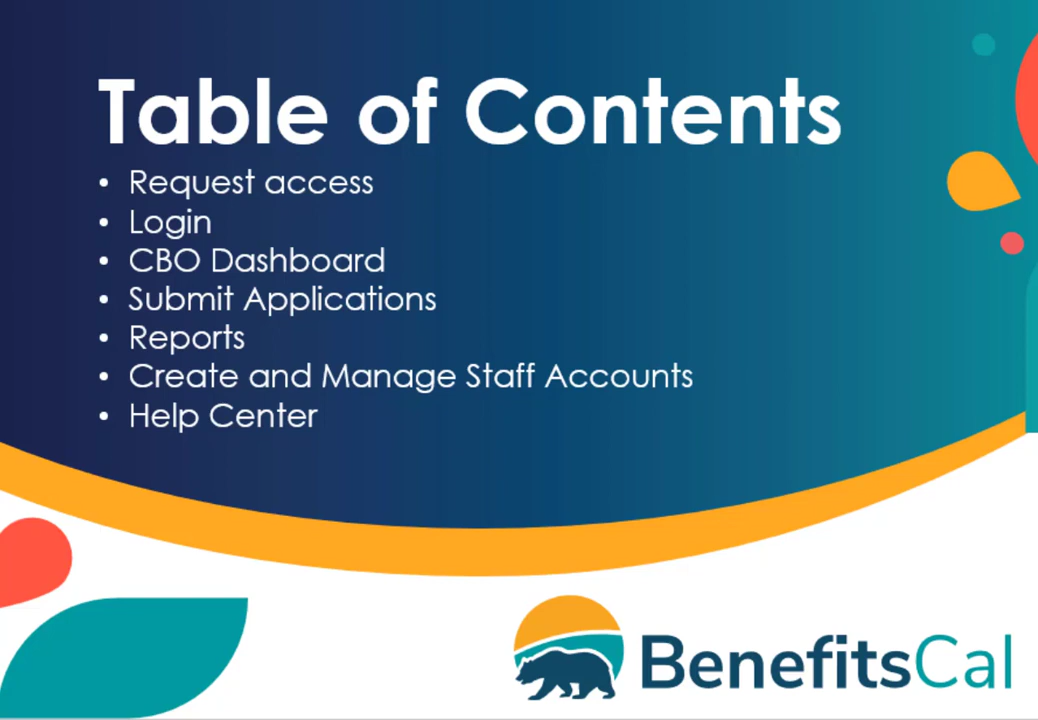 Table of Contents
• Request access
• Login
• CBO Dashboard
• Submit Applications
• Reports
• Create and Manage Staff Accounts
• Help Center
BenefitsCal